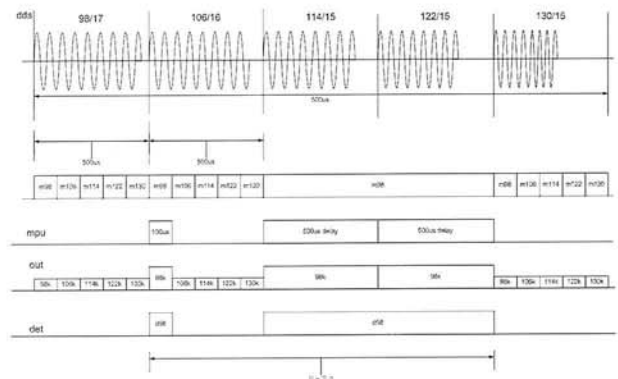 dds
98/17 106/16 114/15 122/15 130/15
500us
500us 500us
m98 m106 m114 m122 m130 m98 m106 m114 m122 m130 m98 m98 m106 m114 m122 m130
mpu
100us 500us delay 500us delay
out
98k 106k 114k 122k 130k 98k 106k 114k 122k 130k 98k 98k 98k 106k 114k 122k 130k
det
d98 d98